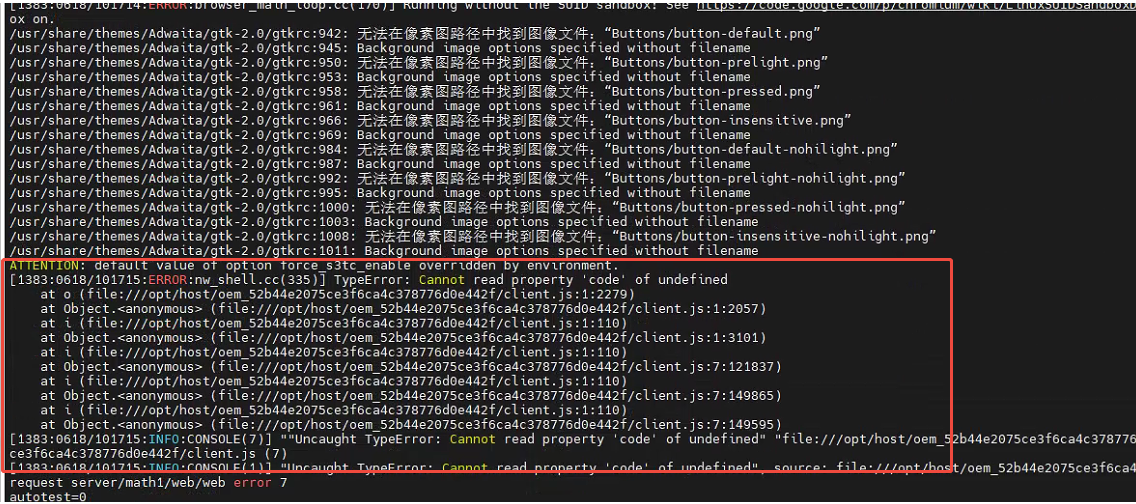 [1383:0618/101714:ERROR:browser_main_loop.cc(170)] Running without the SUID sandbox! See https://code.google.com/p/chromium/wiki/LinuxSUIDSandboxD
ox on.
/usr/share/themes/Adwaita/gtk-2.0/gtkrc:942: 无法在像素图路径中找到图像文件：“Buttons/button-default.png”
/usr/share/themes/Adwaita/gtk-2.0/gtkrc:945: Background image options specified without filename
/usr/share/themes/Adwaita/gtk-2.0/gtkrc:950: 无法在像素图路径中找到图像文件：“Buttons/button-prelight.png”
/usr/share/themes/Adwaita/gtk-2.0/gtkrc:953: Background image options specified without filename
/usr/share/themes/Adwaita/gtk-2.0/gtkrc:958: 无法在像素图路径中找到图像文件：“Buttons/button-pressed.png”
/usr/share/themes/Adwaita/gtk-2.0/gtkrc:961: Background image options specified without filename
/usr/share/themes/Adwaita/gtk-2.0/gtkrc:966: 无法在像素图路径中找到图像文件：“Buttons/button-insensitive.png”
/usr/share/themes/Adwaita/gtk-2.0/gtkrc:969: Background image options specified without filename
/usr/share/themes/Adwaita/gtk-2.0/gtkrc:984: 无法在像素图路径中找到图像文件：“Buttons/button-default-nohilight.png”
/usr/share/themes/Adwaita/gtk-2.0/gtkrc:987: Background image options specified without filename
/usr/share/themes/Adwaita/gtk-2.0/gtkrc:992: 无法在像素图路径中找到图像文件：“Buttons/button-prelight-nohilight.png”
/usr/share/themes/Adwaita/gtk-2.0/gtkrc:995: Background image options specified without filename
/usr/share/themes/Adwaita/gtk-2.0/gtkrc:1000: 无法在像素图路径中找到图像文件：“Buttons/button-pressed-nohilight.png”
/usr/share/themes/Adwaita/gtk-2.0/gtkrc:1003: Background image options specified without filename
/usr/share/themes/Adwaita/gtk-2.0/gtkrc:1008: 无法在像素图路径中找到图像文件：“Buttons/button-insensitive-nohilight.png”
/usr/share/themes/Adwaita/gtk-2.0/gtkrc:1011: Background image options specified without filename
ATTENTION: default value of option force_s3tc_enable overridden by environment.
[1383:0618/101715:ERROR:nw_shell.cc(335)] TypeError: Cannot read property 'code' of undefined
at o (file:///opt/host/oem_52b44e2075ce3f6ca4c378776d0e442f/client.js:1:2279)
at Object.<anonymous> (file:///opt/host/oem_52b44e2075ce3f6ca4c378776d0e442f/client.js:1:2057)
at i (file:///opt/host/oem_52b44e2075ce3f6ca4c378776d0e442f/client.js:1:110)
at Object.<anonymous> (file:///opt/host/oem_52b44e2075ce3f6ca4c378776d0e442f/client.js:1:3101)
at i (file:///opt/host/oem_52b44e2075ce3f6ca4c378776d0e442f/client.js:1:110)
at Object.<anonymous> (file:///opt/host/oem_52b44e2075ce3f6ca4c378776d0e442f/client.js:7:121837)
at i (file:///opt/host/oem_52b44e2075ce3f6ca4c378776d0e442f/client.js:1:110)
at Object.<anonymous> (file:///opt/host/oem_52b44e2075ce3f6ca4c378776d0e442f/client.js:7:149865)
at i (file:///opt/host/oem_52b44e2075ce3f6ca4c378776d0e442f/client.js:1:110)
at Object.<anonymous> (file:///opt/host/oem_52b44e2075ce3f6ca4c378776d0e442f/client.js:7:149595)
[1383:0618/101715:INFO:CONSOLE(7)] ""Uncaught TypeError: Cannot read property 'code' of undefined" "file:///opt/host/oem_52b44e2075ce3f6ca4c378776
ce3f6ca4c378776d0e442f/client.js (7)
[1383:0618/101715:INFO:CONSOLE(1)] "Uncaught TypeError: Cannot read property 'code' of undefined", source: file:///opt/host/oem_52b44e2075ce3f6ca4
request server/math1/web/web error 7
autotest=0